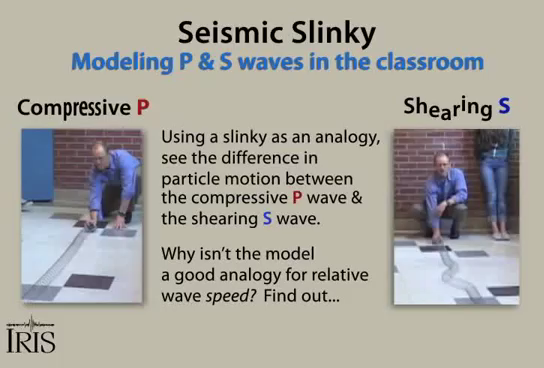 Seismic Slinky
Modeling P & S waves in the classroom
Compressive P
Shearing S
Using a slinky as an analogy,
see the difference in
particle motion between
the compressive P wave &
the shearing S wave.
Why isn't the model
a good analogy for relative
wave speed? Find out...
IRIS